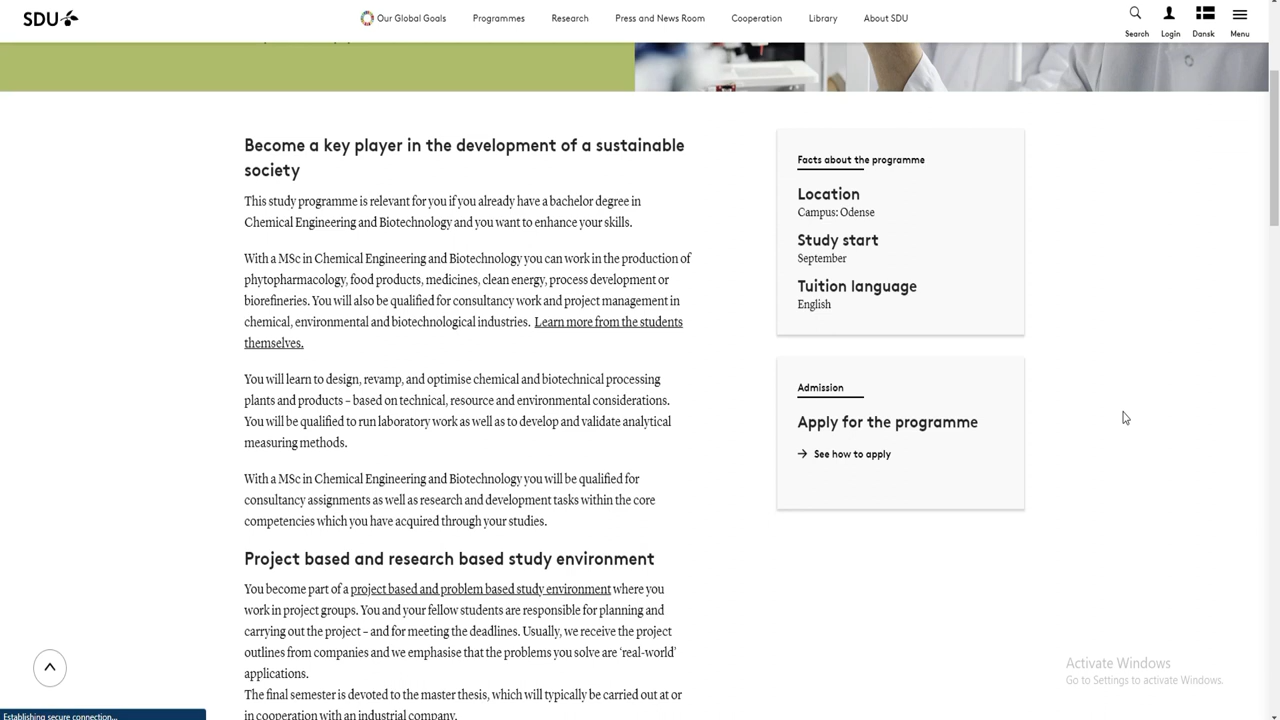 SDU
Our Global Goals
Programmes
Research
Press and News Room
Cooperation
Library
About SDU
Search
Login
Dansk
Menu
Become a key player in the development of a sustainable
society
This study programme is relevant for you if you already have a bachelor degree in
Chemical Engineering and Biotechnology and you want to enhance your skills.
With a MSc in Chemical Engineering and Biotechnology you can work in the production of
phytopharmacology, food products, medicines, clean energy, process development or
biorefineries. You will also be qualified for consultancy work and project management in
chemical, environmental and biotechnological industries. Learn more from the students
themselves.
You will learn to design, revamp, and optimise chemical and biotechnical processing
plants and products – based on technical, resource and environmental considerations.
You will be qualified to run laboratory work as well as to develop and validate analytical
measuring methods.
With a MSc in Chemical Engineering and Biotechnology you will be qualified for
consultancy assignments as well as research and development tasks within the core
competencies which you have acquired through your studies.
Project based and research based study environment
You become part of a project based and problem based study environment where you
work in project groups. You and your fellow students are responsible for planning and
carrying out the project – and for meeting the deadlines. Usually, we receive the project
outlines from companies and we emphasise that the problems you solve are ‘real-world’
applications.
The final semester is devoted to the master thesis, which will typically be carried out at or
in cooperation with an industrial company.
Facts about the programme
Location
Campus: Odense
Study start
September
Tuition language
English
Admission
Apply for the programme
→ See how to apply
Activate Windows
Go to Settings to activate Windows.
Establishing secure connection...